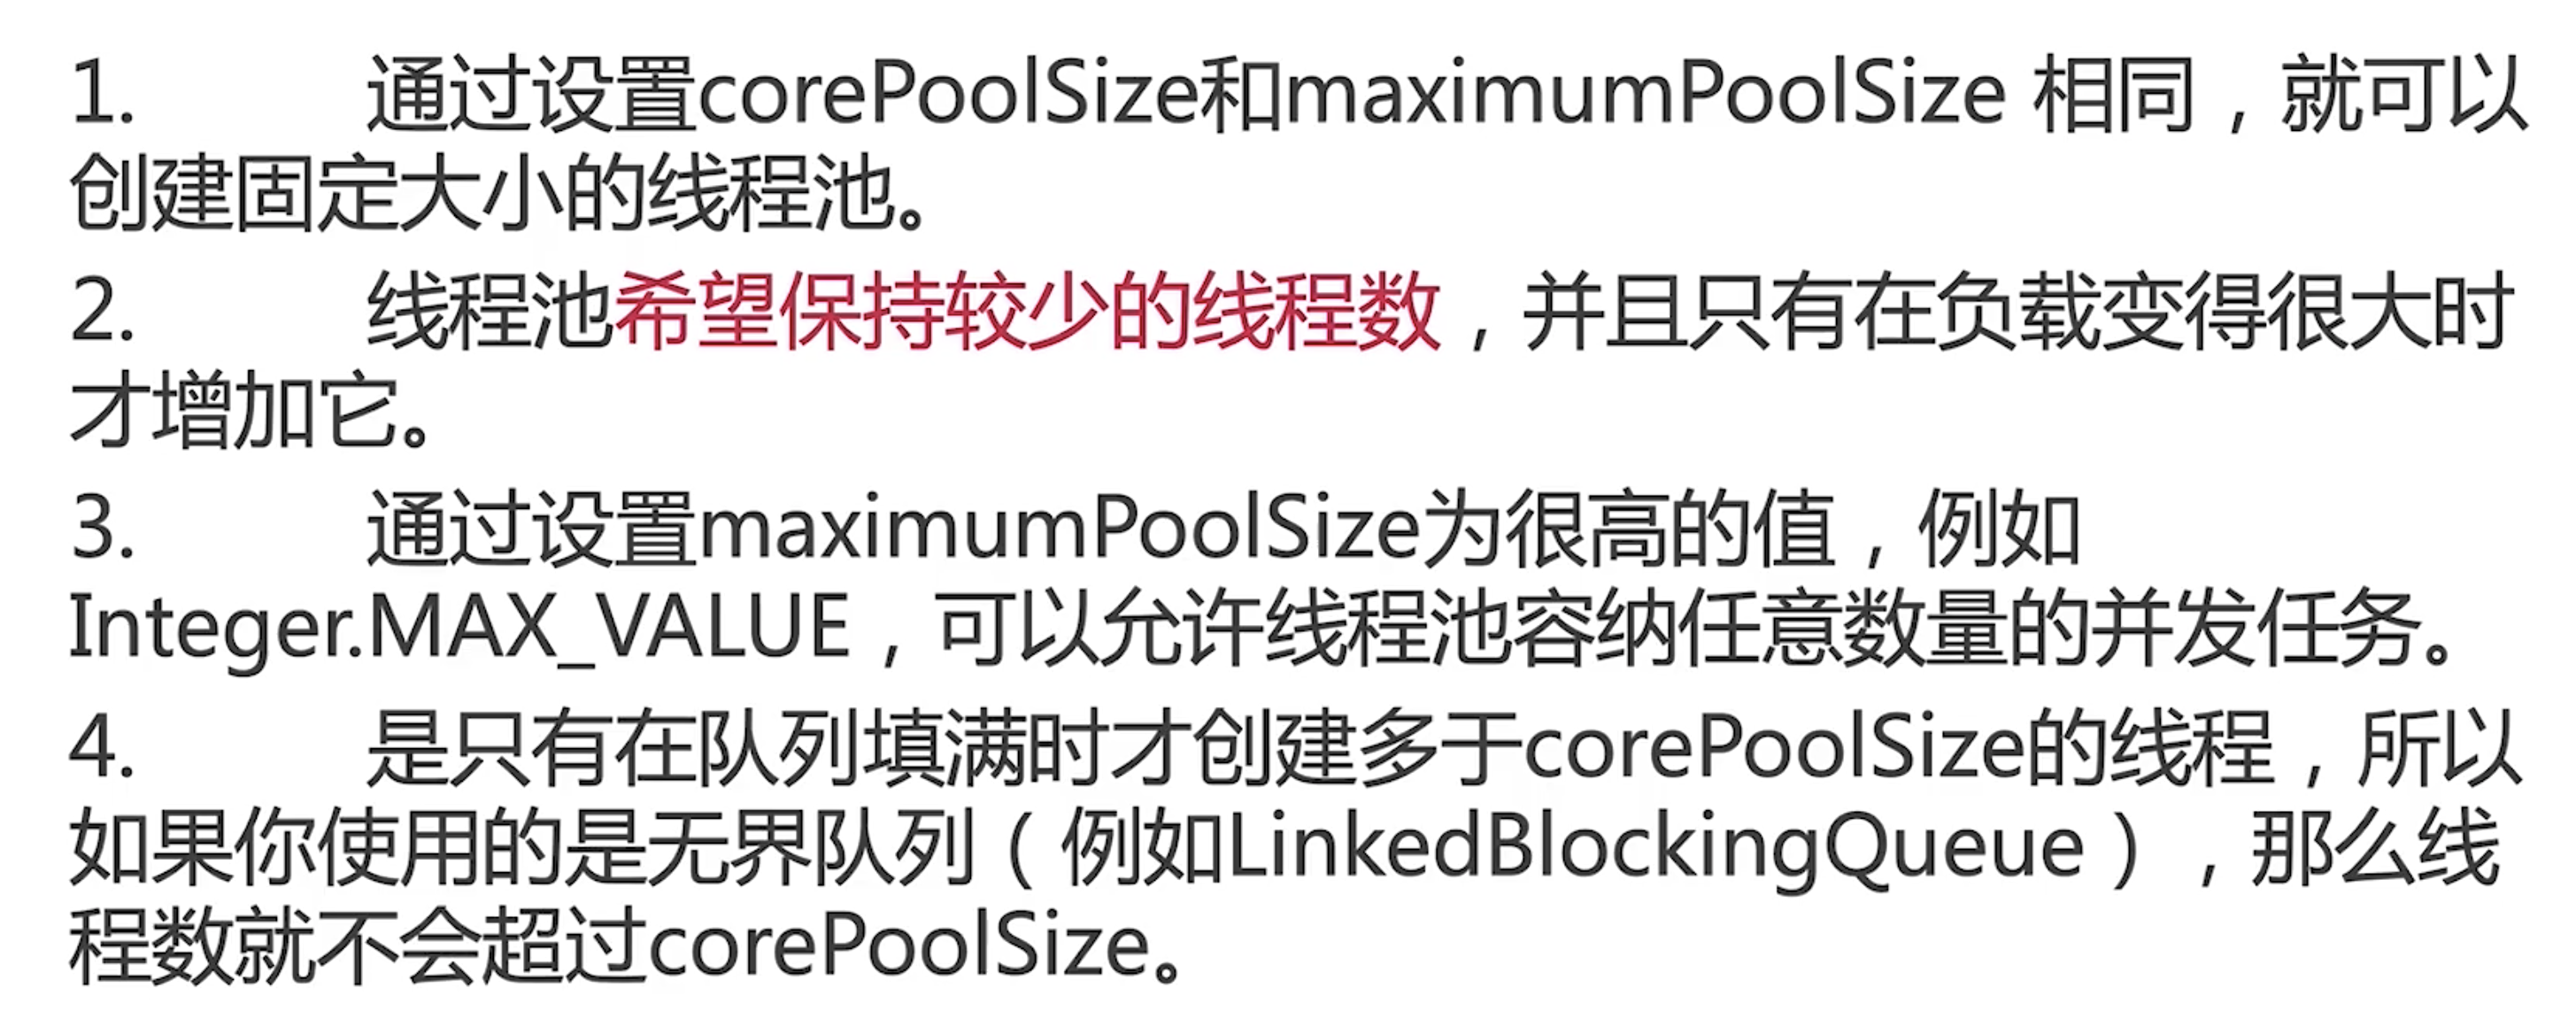 1. 通过设置corePoolSize和maximumPoolSize 相同，就可以
创建固定大小的线程池。
2. 线程池希望保持较少的线程数，并且只有在负载变得很大时
才增加它。
3. 通过设置maximumPoolSize为很高的值，例如
Integer.MAX_VALUE，可以允许线程池容纳任意数量的并发任务。
4. 是只有在队列填满时才创建多于corePoolSize的线程，所以
如果你使用的是无界队列（例如LinkedBlockingQueue），那么线
程数就不会超过corePoolSize。